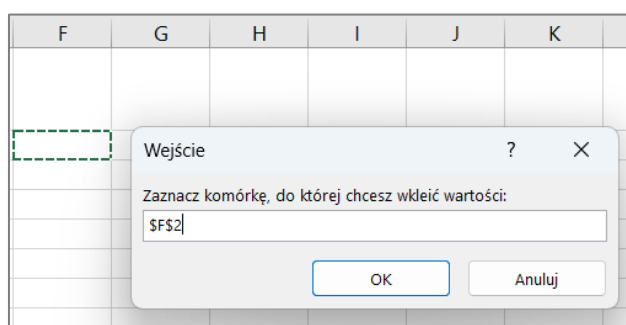 F G H I J K
Wejście ?
Zaznacz komórkę, do której chcesz wkleić wartości:
$F$2
OK Anuluj